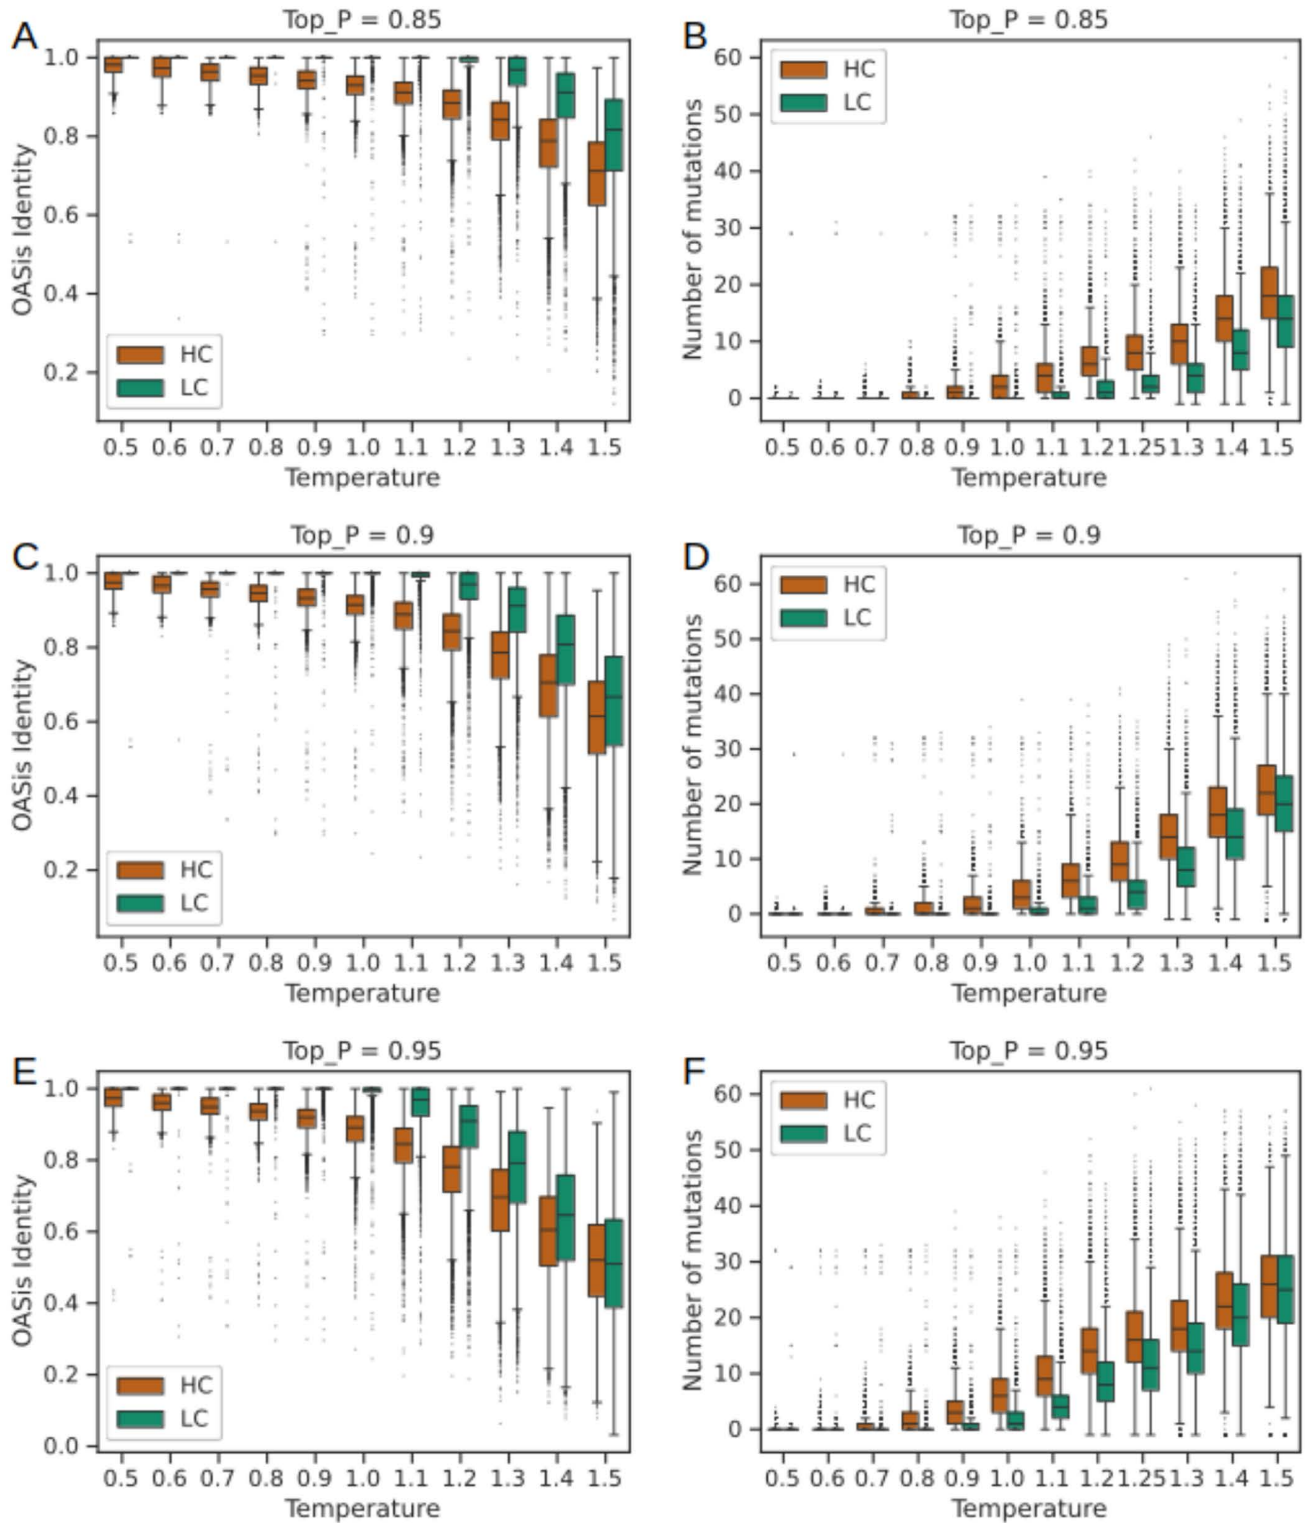 A
Top_P = 0.85
OASis Identity
1.0
0.8
0.6
0.4
0.2
HC
LC
0.5 0.6 0.7 0.8 0.9 1.0 1.1 1.2 1.3 1.4 1.5
Temperature
B
Top_P = 0.85
Number of mutations
60
50
40
30
20
10
0
HC
LC
0.5 0.6 0.7 0.8 0.9 1.0 1.1 1.2 1.25 1.3 1.4 1.5
Temperature
C
Top_P = 0.9
OASis Identity
1.0
0.8
0.6
0.4
0.2
HC
LC
0.5 0.6 0.7 0.8 0.9 1.0 1.1 1.2 1.3 1.4 1.5
Temperature
D
Top_P = 0.9
Number of mutations
60
50
40
30
20
10
0
HC
LC
0.5 0.6 0.7 0.8 0.9 1.0 1.1 1.2 1.3 1.4 1.5
Temperature
E
Top_P = 0.95
OASis Identity
1.0
0.8
0.6
0.4
0.2
0.0
HC
LC
0.5 0.6 0.7 0.8 0.9 1.0 1.1 1.2 1.3 1.4 1.5
Temperature
F
Top_P = 0.95
Number of mutations
60
50
40
30
20
10
0
HC
LC
0.5 0.6 0.7 0.8 0.9 1.0 1.1 1.2 1.25 1.3 1.4 1.5
Temperature